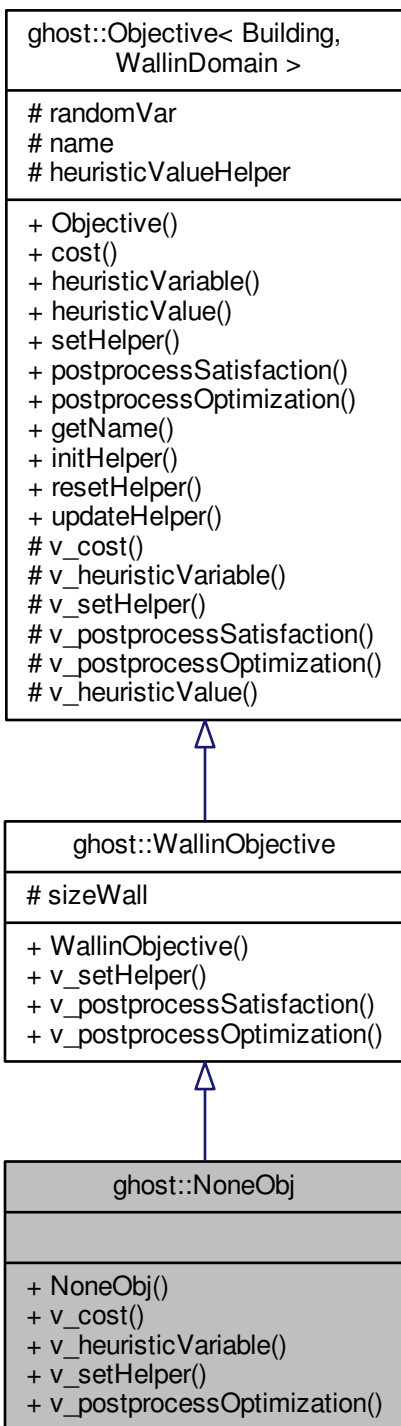 ghost::Objective< Building,
WallinDomain >
# randomVar
# name
# heuristicValueHelper
+ Objective()
+ cost()
+ heuristicVariable()
+ heuristicValue()
+ setHelper()
+ postprocessSatisfaction()
+ postprocessOptimization()
+ getName()
+ initHelper()
+ resetHelper()
+ updateHelper()
# v_cost()
# v_heuristicVariable()
# v_setHelper()
# v_postprocessSatisfaction()
# v_postprocessOptimization()
# v_heuristicValue()
ghost::WallinObjective
# sizeWall
+ WallinObjective()
+ v_setHelper()
+ v_postprocessSatisfaction()
+ v_postprocessOptimization()
ghost::NoneObj
+ NoneObj()
+ v_cost()
+ v_heuristicVariable()
+ v_setHelper()
+ v_postprocessOptimization()